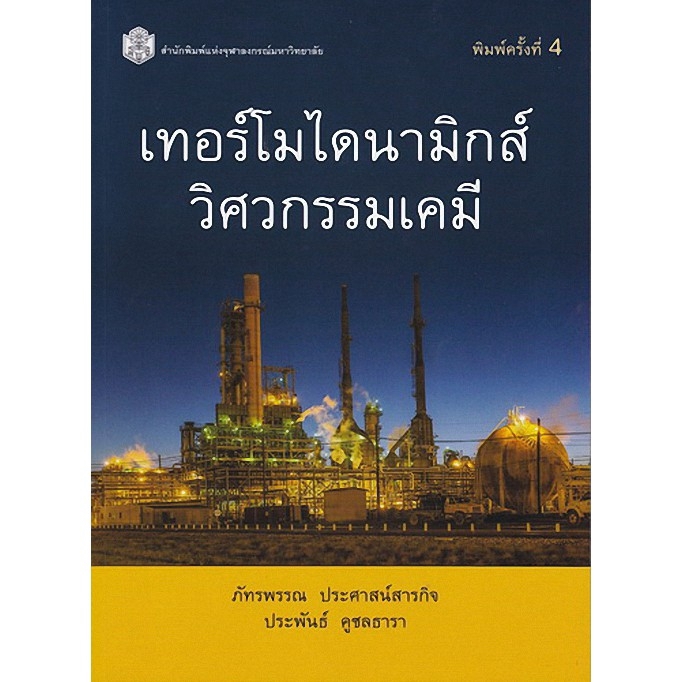 สำนักพิมพ์แห่งจุฬาลงกรณ์มหาวิทยาลัย
พิมพ์ครั้งที่ 4
เทอร์โมไดนามิกส์
วิศวกรรมเคมี
ภัทรพรรณ ประศาสน์สารกิจ
ประพันธ์ คูชลธารา